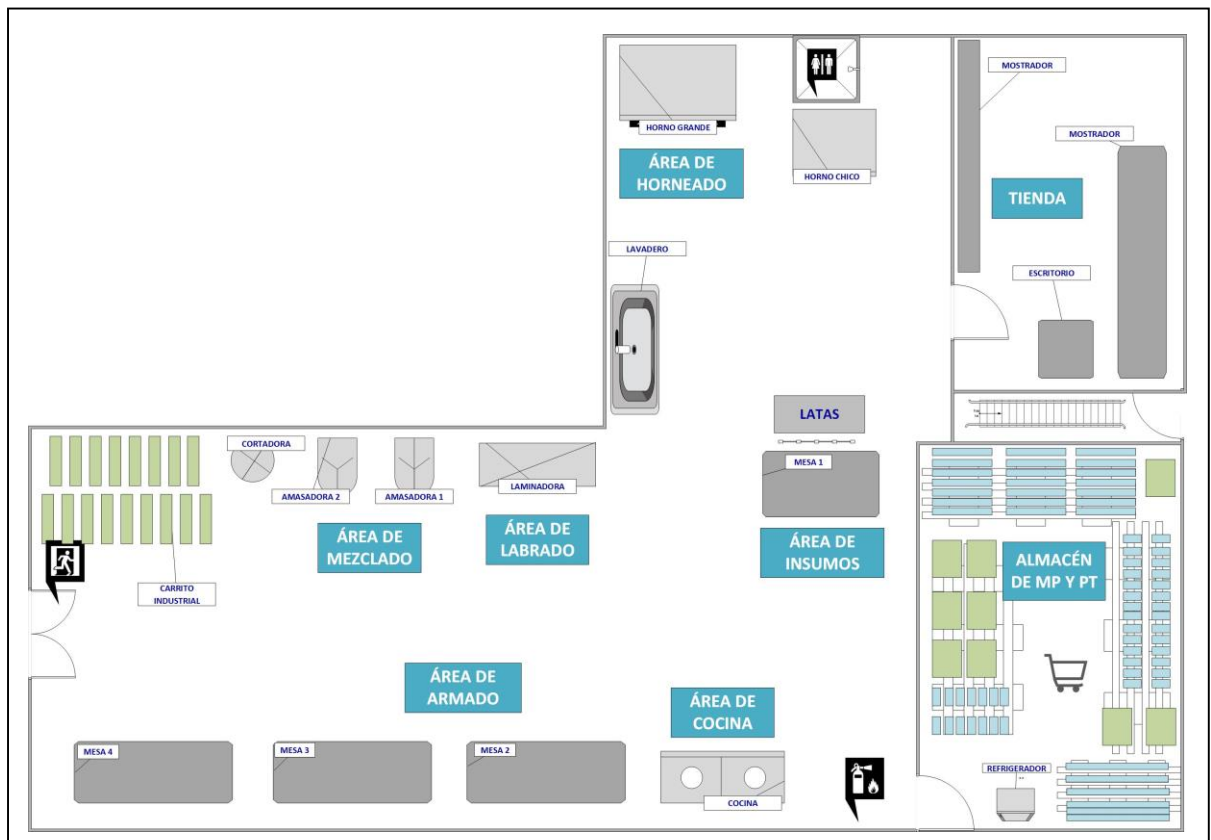 MOSTRADOR
HORNO GRANDE
MOSTRADOR
ÁREA DE
HORNEADO
HORNO CHICO
TIENDA
LAVADERO
ESCRITORIO
LATAS
CORTADORA
MESA 1
LAMINADORA
AMASADORA 2
AMASADORA 1
ÁREA DE
MEZCLADO
ÁREA DE
LABRADO
ÁREA DE
INSUMOS
ALMACÉN
DE MP Y PT
CARRITO
INDUSTRIAL
ÁREA DE
ARMADO
ÁREA DE
COCINA
MESA 4
MESA 3
MESA 2
REFRIGERADOR
COCINA